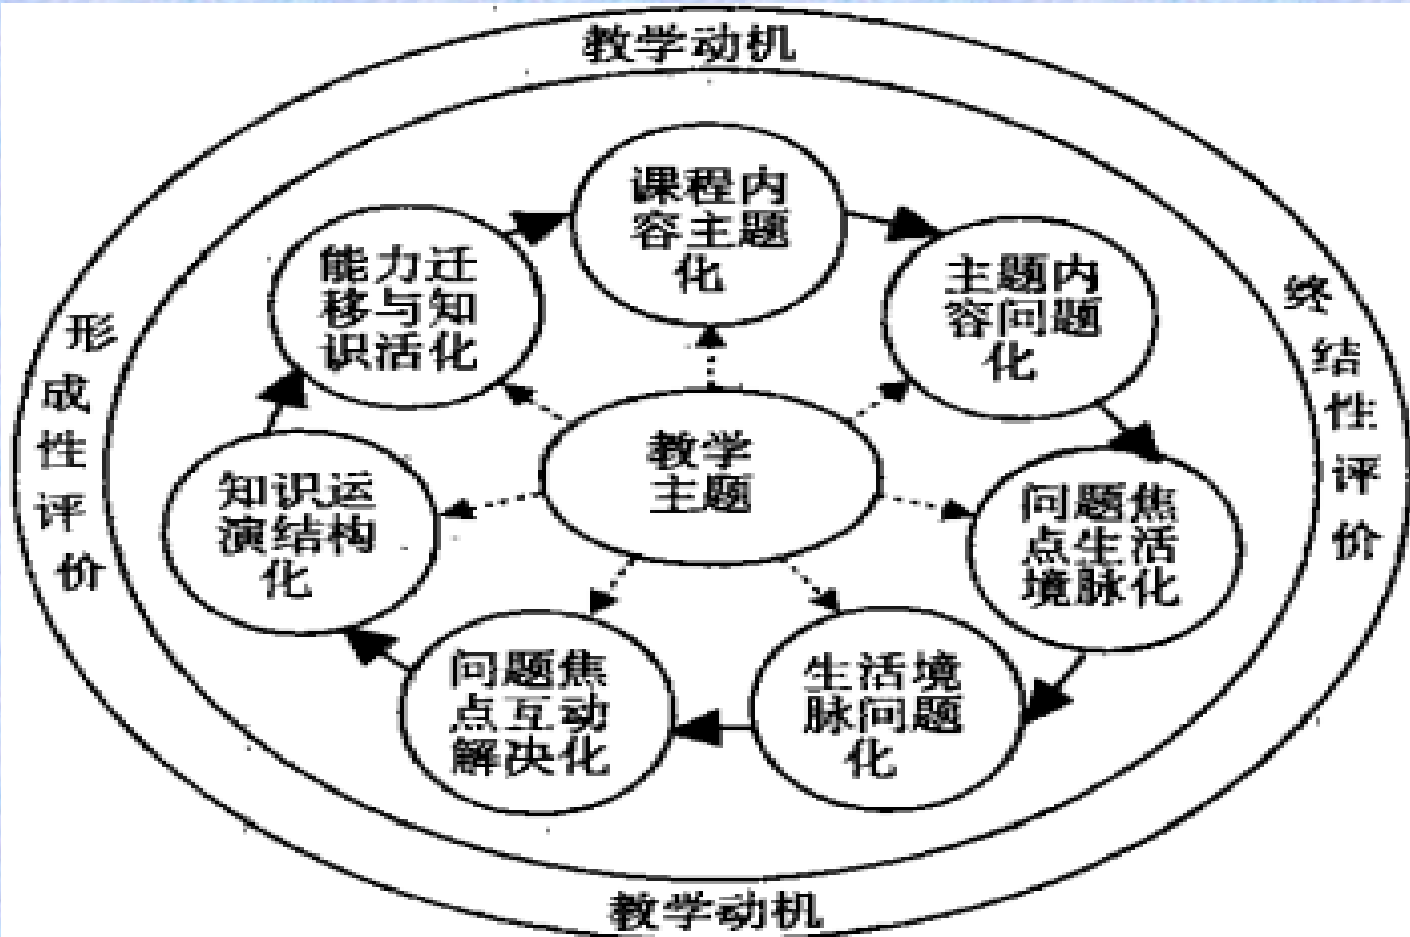 教学动机
课程内
容主题
化
主题内
容问题
化
问题焦
点生活
境脉化
生活境
脉问题
化
问题焦
点互动
解决化
知识运
演结构
化
能力迁
移与知
识活化
教学
主题
形
成
性
评
价
终
结
性
评
价
教学动机